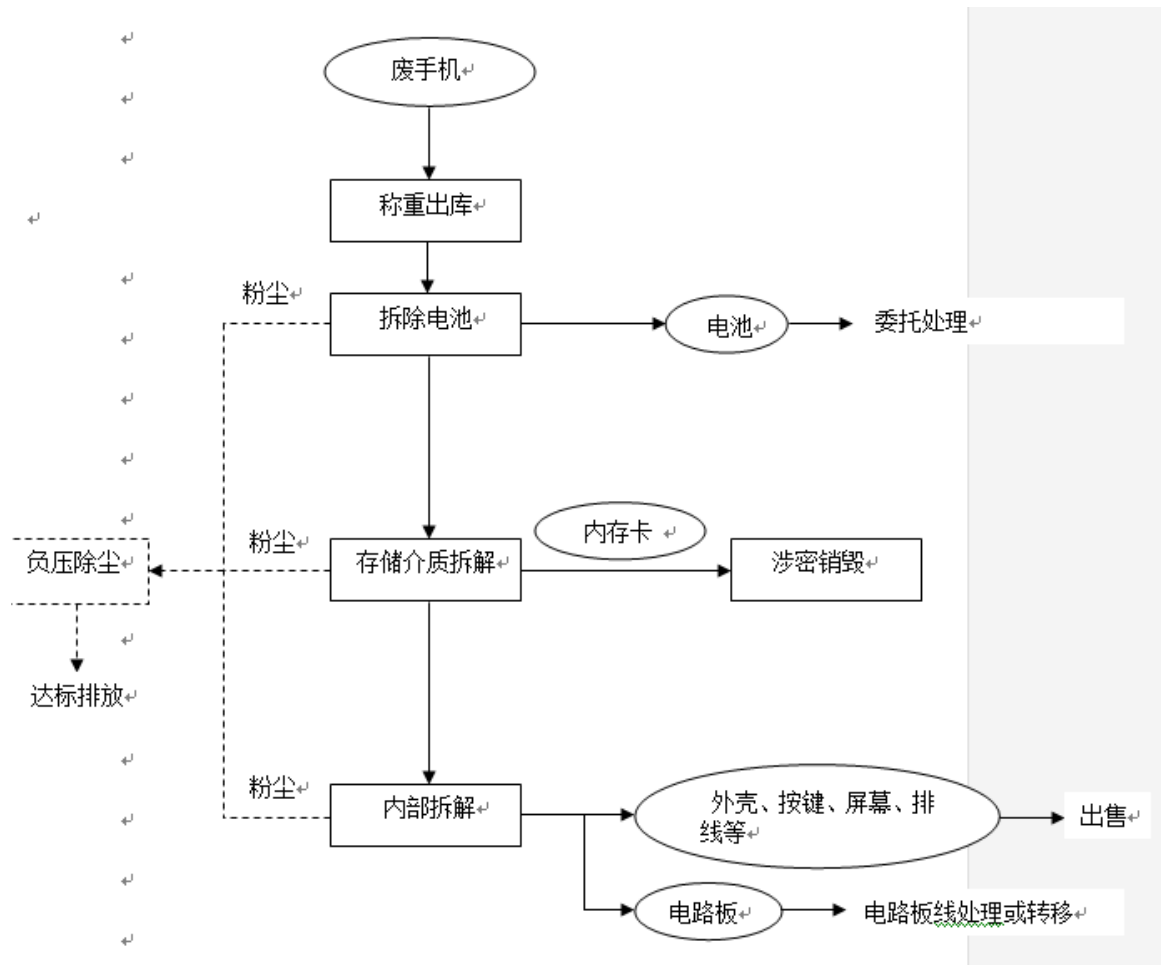 废手机
称重出库
粉尘
拆除电池
电池
委托处理
粉尘
内存卡
负压除尘
存储介质拆解
涉密销毁
达标排放
粉尘
内部拆解
外壳、按键、屏幕、排
线等
出售
电路板
电路板线处理或转移